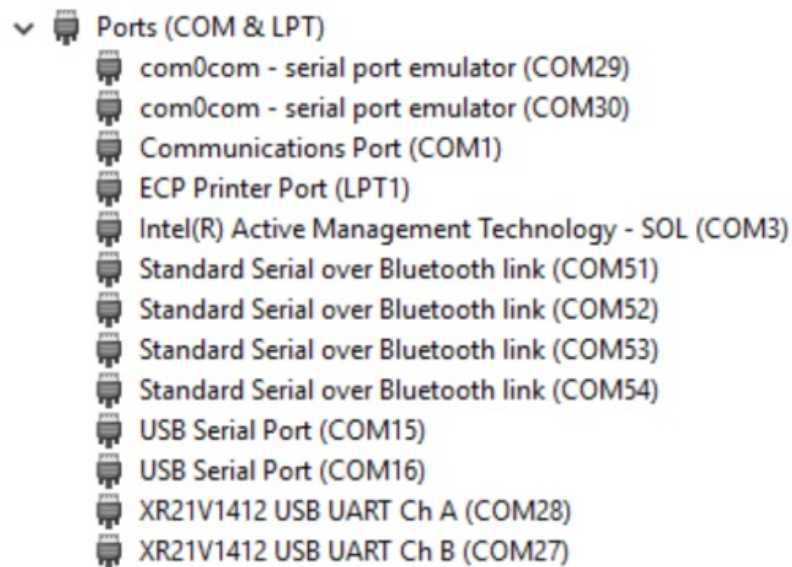 Ports (COM & LPT)
com0com - serial port emulator (COM29)
com0com - serial port emulator (COM30)
Communications Port (COM1)
ECP Printer Port (LPT1)
Intel(R) Active Management Technology - SOL (COM3)
Standard Serial over Bluetooth link (COM51)
Standard Serial over Bluetooth link (COM52)
Standard Serial over Bluetooth link (COM53)
Standard Serial over Bluetooth link (COM54)
USB Serial Port (COM15)
USB Serial Port (COM16)
XR21V1412 USB UART Ch A (COM28)
XR21V1412 USB UART Ch B (COM27)